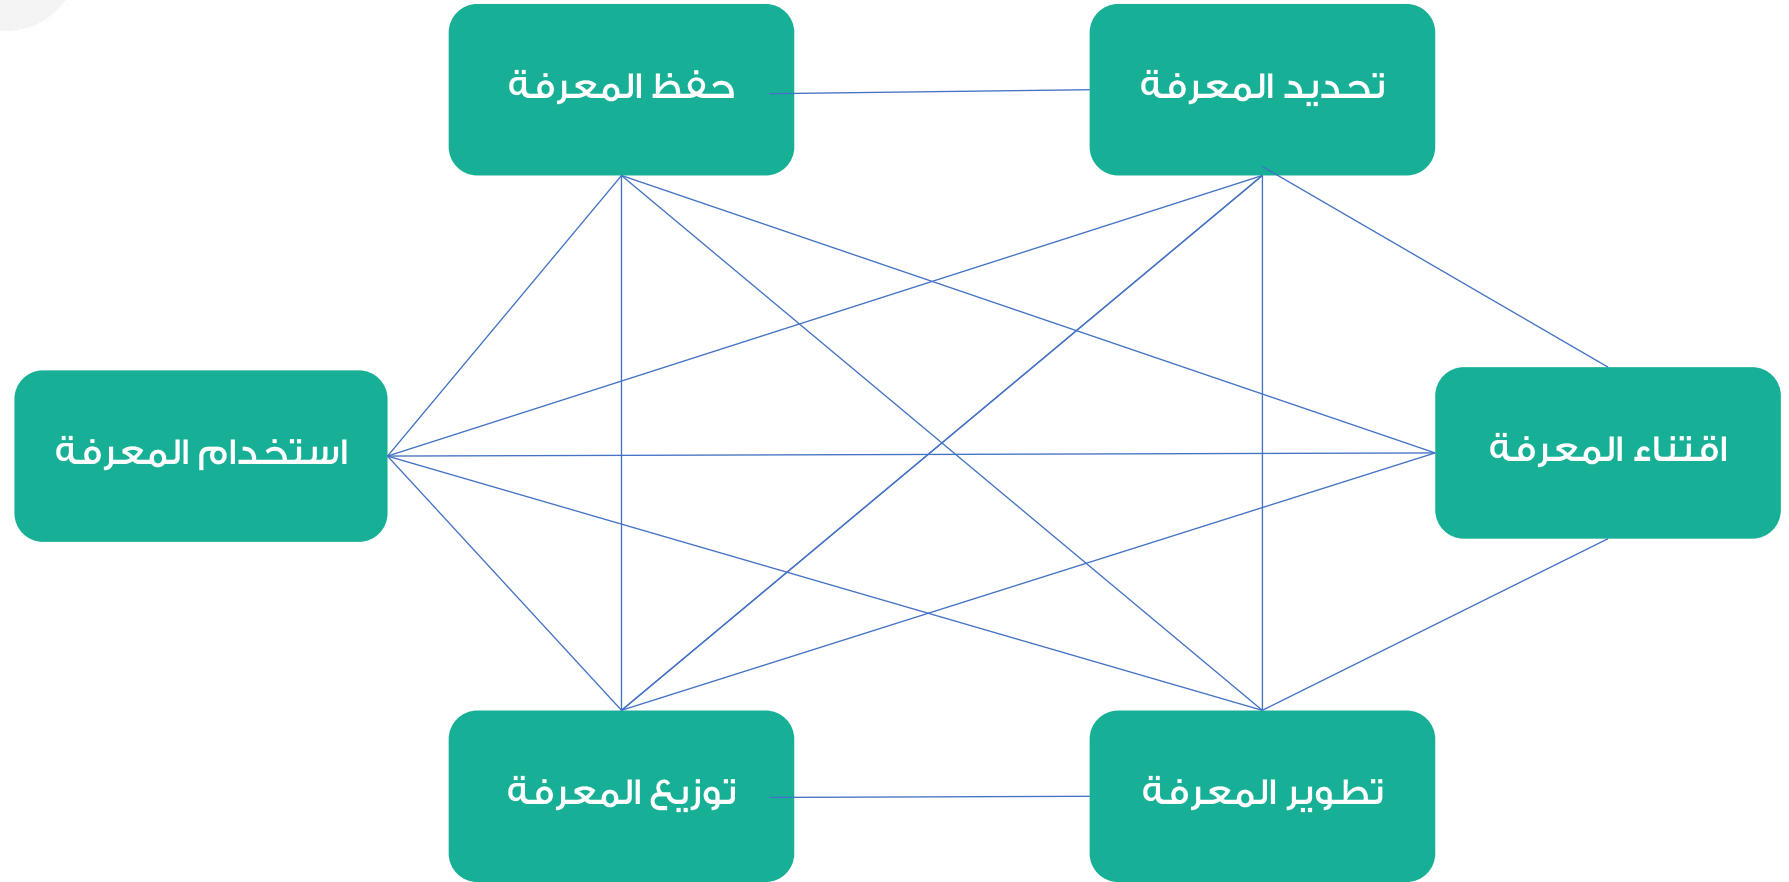 تحديد المعرفة
حفظ المعرفة
اقتناء المعرفة
استخدام المعرفة
تطوير المعرفة
توزيع المعرفة